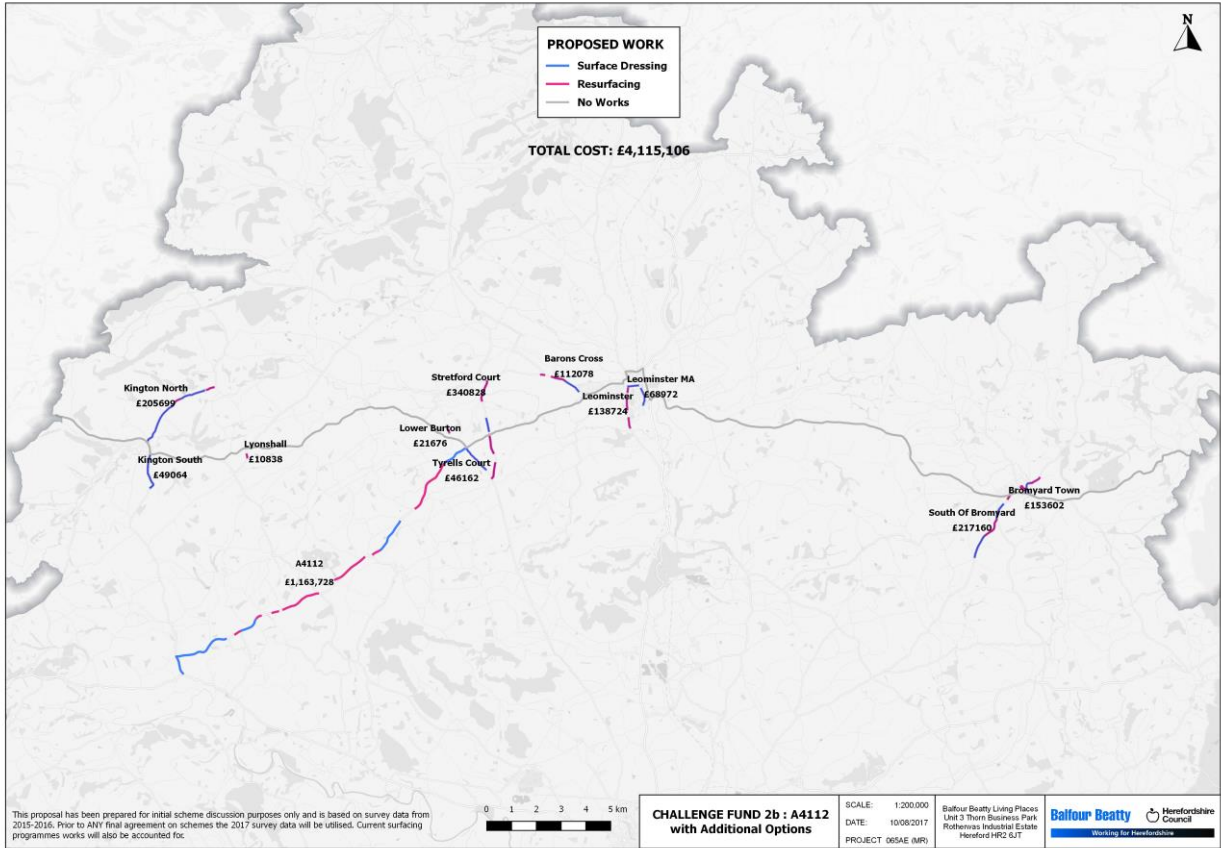 N
PROPOSED WORK
Surface Dressing
Resurfacing
No Works
TOTAL COST: £4,115,106
Barons Cross
£112078
Stretford Court
£340828
Leominster MA
£68972
Kington North
£205699
Leominster
£138724
Lower Burton
£21676
Lyonshall
£10838
Kington South
£49064
Tyrells Court
£46162
Bromyard Town
£153602
South Of Bromyard
£217160
A4112
£1,163,728
This proposal has been prepared for initial scheme discussion purposes only and is based on survey data from
2015-2016. Prior to ANY final agreement on schemes the 2017 survey data will be utilised. Current surfacing
programmes works will also be accounted for.
0 1 2 3 4 5 km
CHALLENGE FUND 2b : A4112
with Additional Options
SCALE: 1:200,000
DATE: 10/08/2017
PROJECT 065AE (MR)
Balfour Beatty Living Places
Unit 3 Thorn Business Park
Rotherwas Industrial Estate
Hereford HR2 6JT
Balfour Beatty
Herefordshire
Council
Working for Herefordshire